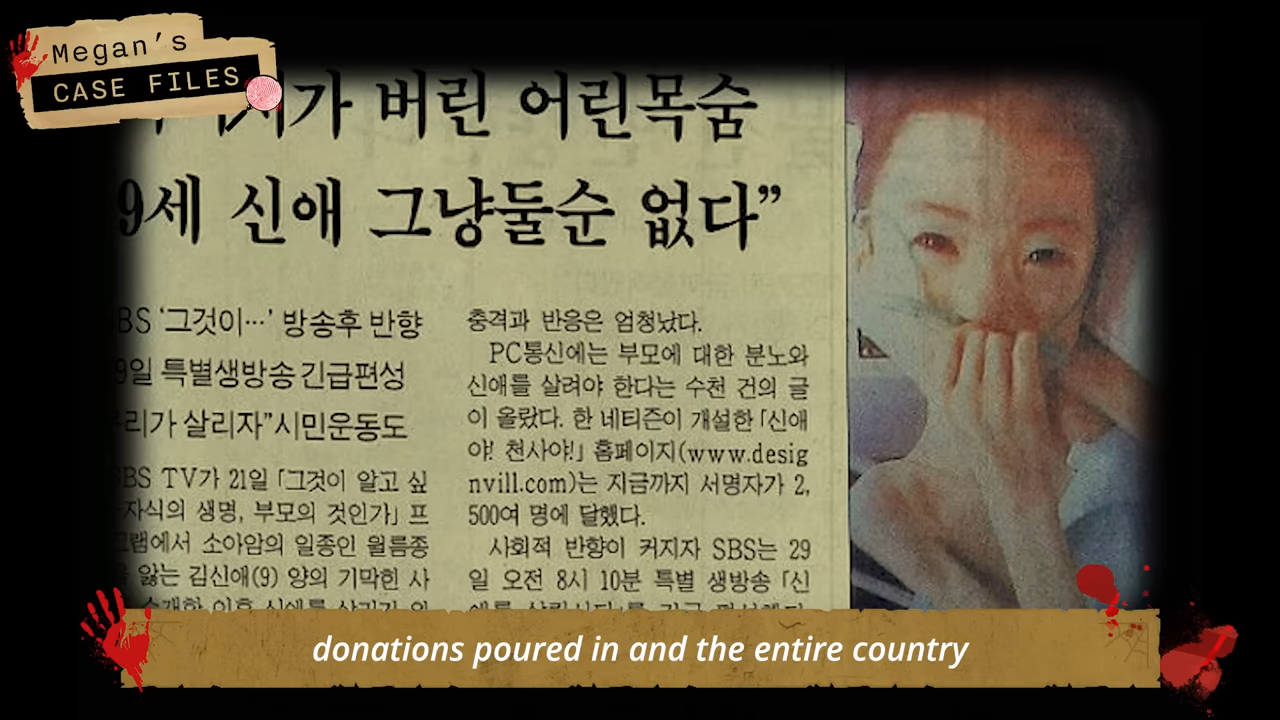 Megan's
CASE FILES
가 버린 어린목숨
9세 신애 그냥둘순 없다”
SBS ‘그것이…’ 방송후 반향
9일 특별생방송 긴급편성
살리자”시민운동도
SBS TV가 21일 「그것이 알고 싶
자식의 생명, 부모의 것인가」 프
에서 소아암의 일종인 윌름종
앓는 김신애(9) 양의 기막힌 사
충격과 반응은 엄청났다.
PC통신에는 부모에 대한 분노와
신애를 살려야 한다는 수천 건의 글
이 올랐다. 한 네티즌이 개설한 「신애
야! 천사야!」 홈페이지(www.desig
nvill.com)는 지금까지 서명자가 2,
500여 명에 달했다.
사회적 반향이 커지자 SBS는 29
일 오전 8시 10분 특별 생방송 「신
donations poured in and the entire country